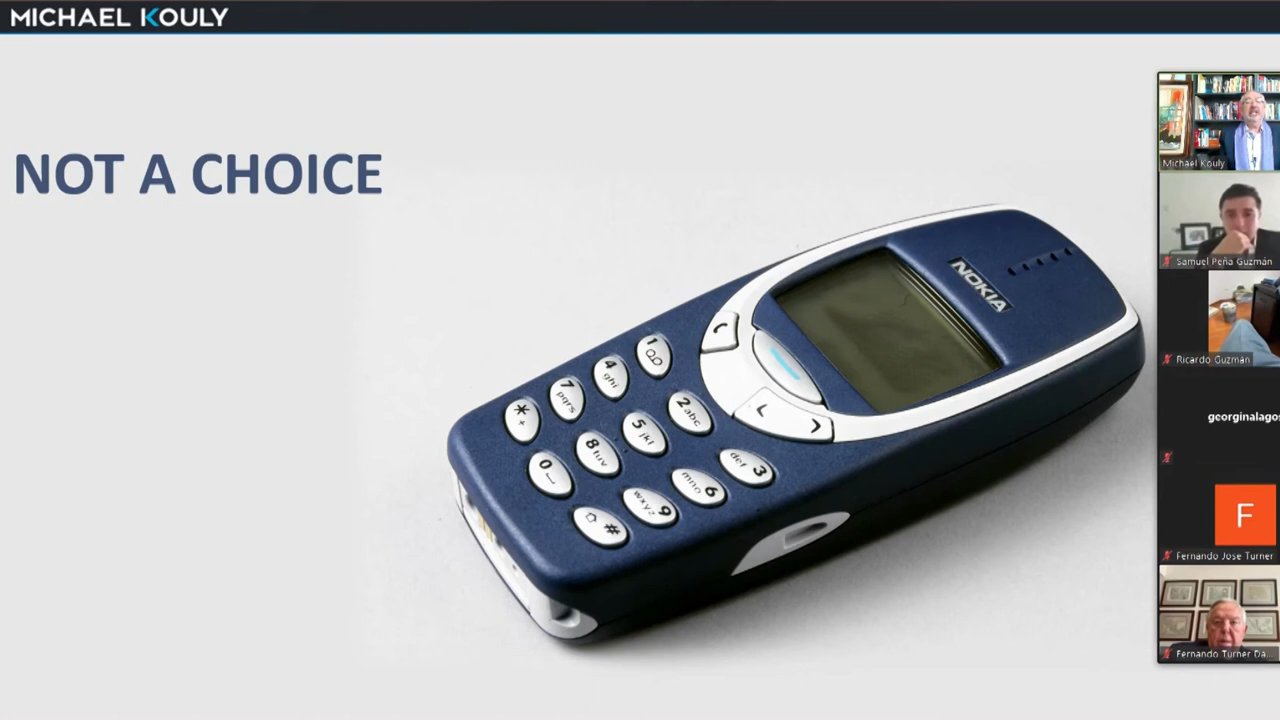 MICHAEL KOULY
NOT A CHOICE
NOKIA
1
4 ghi
7 pqrs
* +
2 abc
5 jkl
8 tuv
0
def 3
mno 6
wxyz 9
#
Michael Kouly
Samuel Peña Guzmán
Ricardo Guzmán
georginalagos
F
Fernando Jose Turner
Fernando Turner Da...